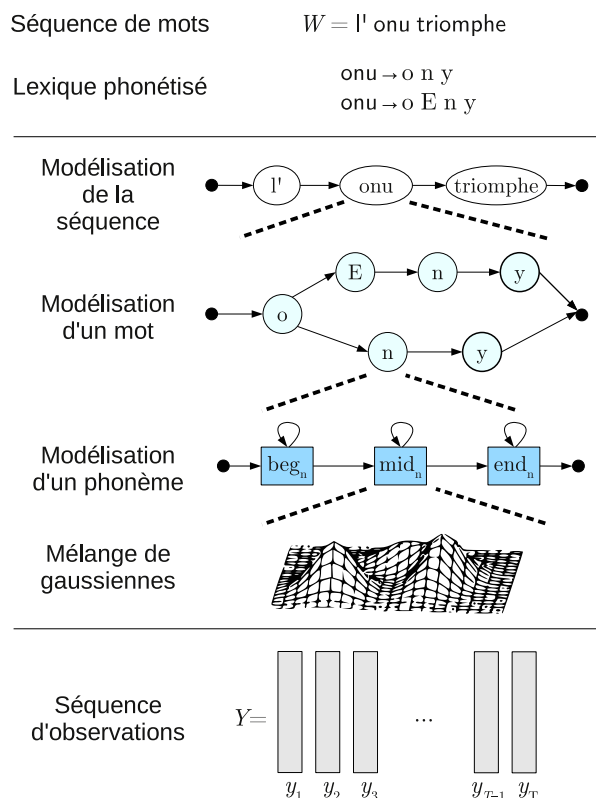 Séquence de mots
W = l' onu triomphe
Lexique phonétisé
onu → o n y
onu → o E n y
Modélisation
de la
séquence
l' onu triomphe
Modélisation
d'un mot
E n y
o
n y
Modélisation
d'un phonème
beg_n mid_n end_n
Mélange de
gaussiennes
Séquence
d'observations
Y= ...
y_1 y_2 y_3 y_{T-1} y_T